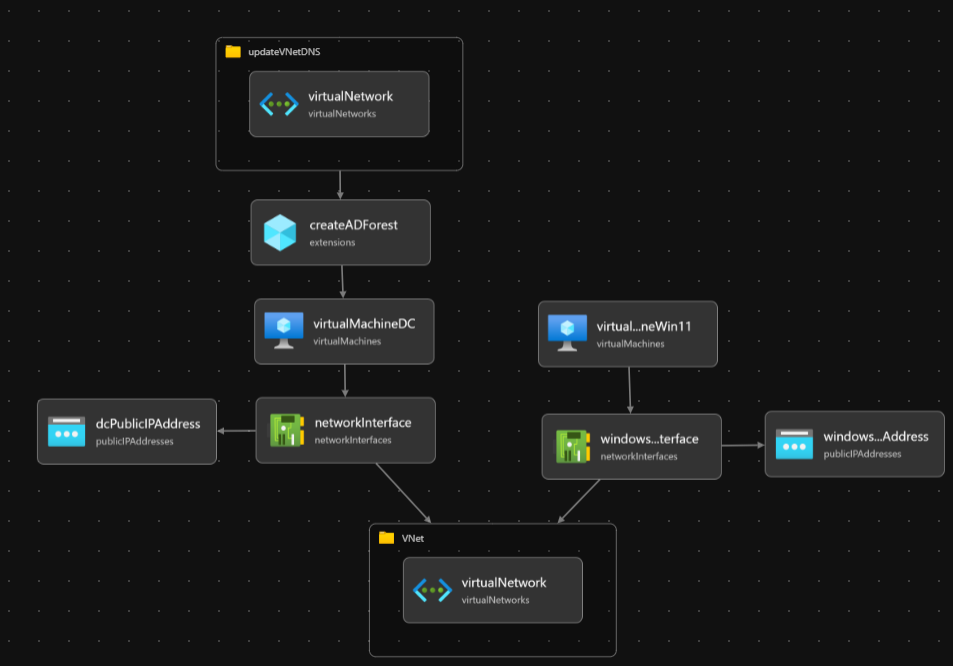 updateVNetDNS
virtualNetwork
virtualNetworks
createADForest
extensions
virtualMachineDC
virtualMachines
virtual...neWin11
virtualMachines
dcPublicIPAddress
publicIPAddresses
networkInterface
networkInterfaces
windows...terface
networkInterfaces
windows...Address
publicIPAddresses
VNet
virtualNetwork
virtualNetworks